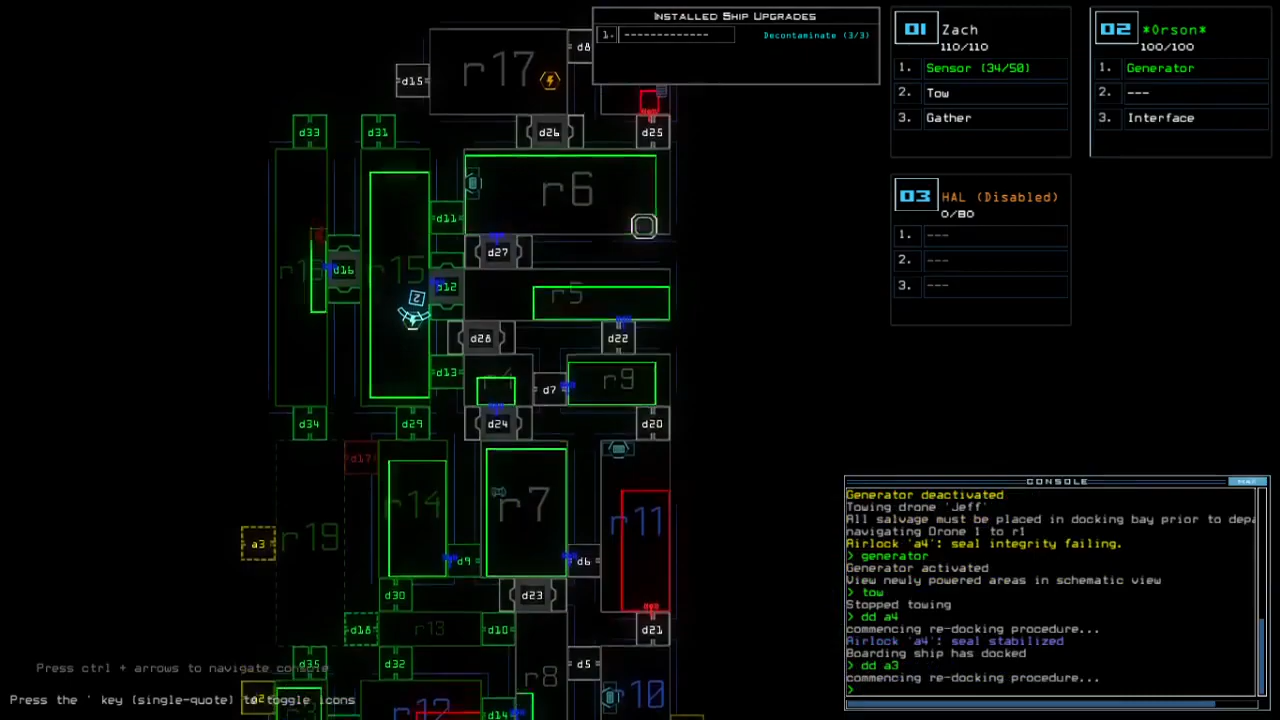 INSTALLED SHIP UPGRADES
1. -------------
Decontaminate (3/3)
01 Zach
110/110
1. Sensor (34/50)
2. Tow
3. Gather
02 *Orson*
100/100
1. Generator
2. ---
3. Interface
03 HAL (Disabled)
0/80
1. ---
2. ---
3. ---
r17
d8
d15
d33
d31
d26
d25
r6
d11
d27
d16
r15
d12
r5
2
d28
d22
d13
d7
r9
d34
d29
d24
d20
d17
r14
r7
r11
a3
r19
d9
d6
d30
d23
d18
r13
d10
d21
d35
d32
d5
r8
r10
r12
d14
Press ctrl + arrows to navigate console
Press the ' key (single-quote) to toggle icons
CONSOLE
Generator deactivated
Towing drone 'Jeff'
All salvage must be placed in docking bay prior to depa
navigating Drone 1 to r1
Airlock 'a4': seal integrity failing.
> generator
Generator activated
View newly powered areas in schematic view
> tow
Stopped towing
> dd a4
commencing re-docking procedure...
Airlock 'a4': seal stabilized
Boarding ship has docked
> dd a3
commencing re-docking procedure...
>